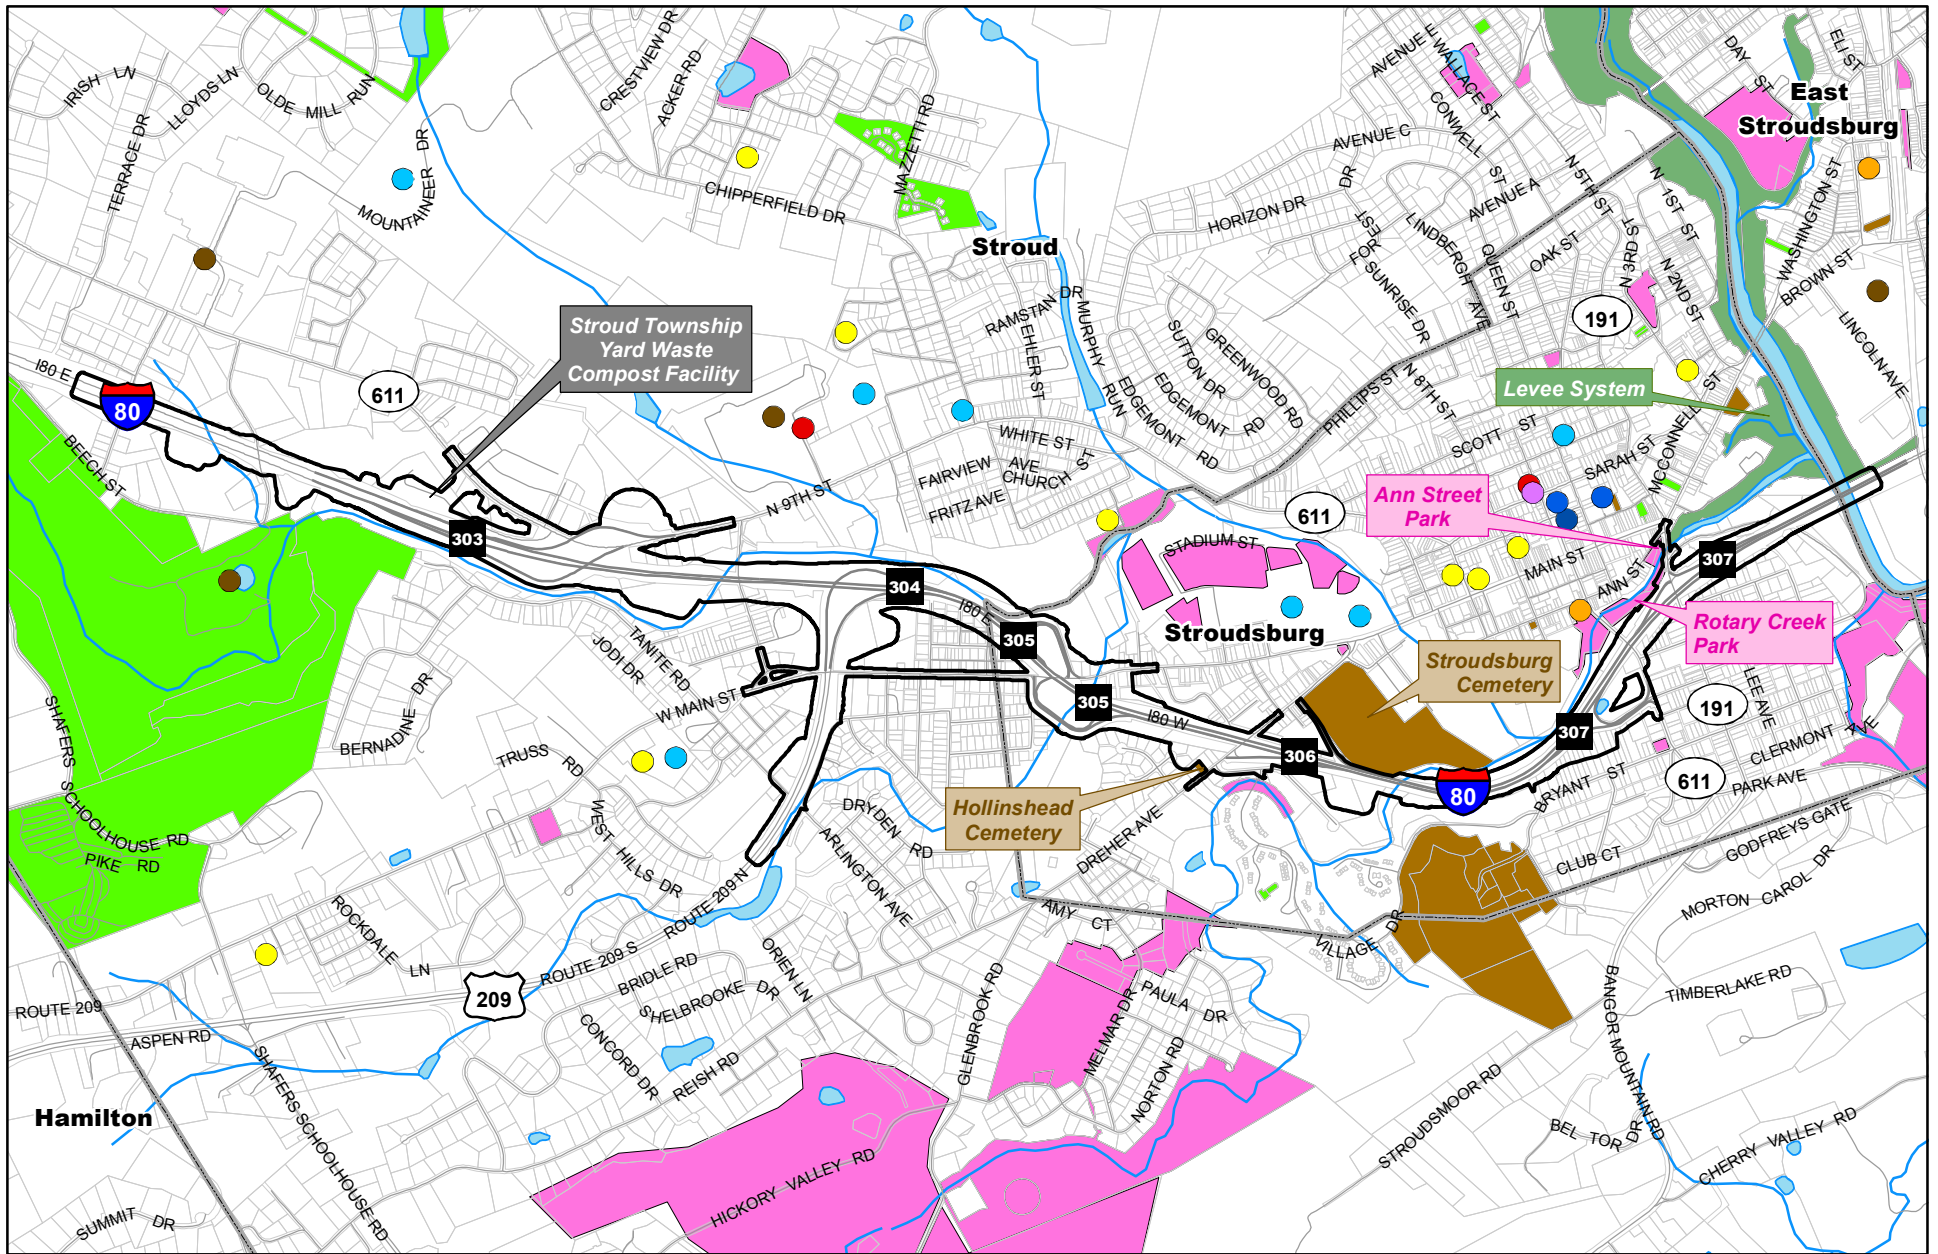 IRISH LN
LLOYDS LN
OLDE MILL RUN
TERRACE DR
MOUNTAINEER DR
CRESTVIEW DR
ACKER RD
MAZZETTI RD
CHIPPERFIELD DR
Stroud
AVENUE E
WALLACE ST
CONWELL ST
AVENUE C
AVENUE A
HORIZON DR
FOREST DR
LINDBERGH AVE
QUEEN ST
SUNRISE DR
OAK ST
N 5TH ST
N 3RD ST
N 1ST ST
N 2ND ST
191
DAY ST
ELI ST
East
Stroudsburg
WASHINGTON ST
BROWN ST
LINCOLN AVE
Stroud Township
Yard Waste
Compost Facility
RAMSTAN DR
EHLER ST
MURPHY RUN
SUTTON DR
GREENWOOD RD
EDGEMONT RD
EDGEMONT RD
PHILLIPS ST
N 8TH ST
Levee System
SCOTT ST
SARAH ST
MCCONNELL ST
I80 E
80
611
BEECH ST
303
N 9TH ST
WHITE ST
FAIRVIEW AVE
CHURCH ST
FRITZ AVE
611
Ann Street
Park
STADIUM ST
MAIN ST
ANN ST
307
304
I80 E
305
Stroudsburg
Rotary Creek
Park
Stroudsburg
Cemetery
TANITE RD
JODI DR
W MAIN ST
BERNADINE DR
TRUSS RD
305
I80 W
306
307
191
LEE AVE
CLERMONT AVE
611
PARK AVE
80
BRYANT ST
GODFREYS GATE
CLUB CT
Hollinshead
Cemetery
DREHER AVE
SHAFERS SCHOOLHOUSE RD
PIKE RD
WEST HILLS DR
DRYDEN RD
ARLINGTON AVE
ROUTE 209 N
AMY CT
VILLAGE DR
MORTON
CAROL DR
ROCKDALE LN
209
ROUTE 209 S
BRIDLE RD
SHELBROOKE DR
ORIEN LN
ROUTE 209
ASPEN RD
CONCORD DR
REISH RD
GLENBROOK RD
MELMAR DR
PAULA DR
NORTON RD
BANGOR MOUNTAIN RD
TIMBERLAKE RD
STROUDSMOOR RD
BEL TOR DR
CHERRY VALLEY RD
Hamilton
SHAFERS SCHOOLHOUSE RD
SUMMIT DR
HICKORY VALLEY RD